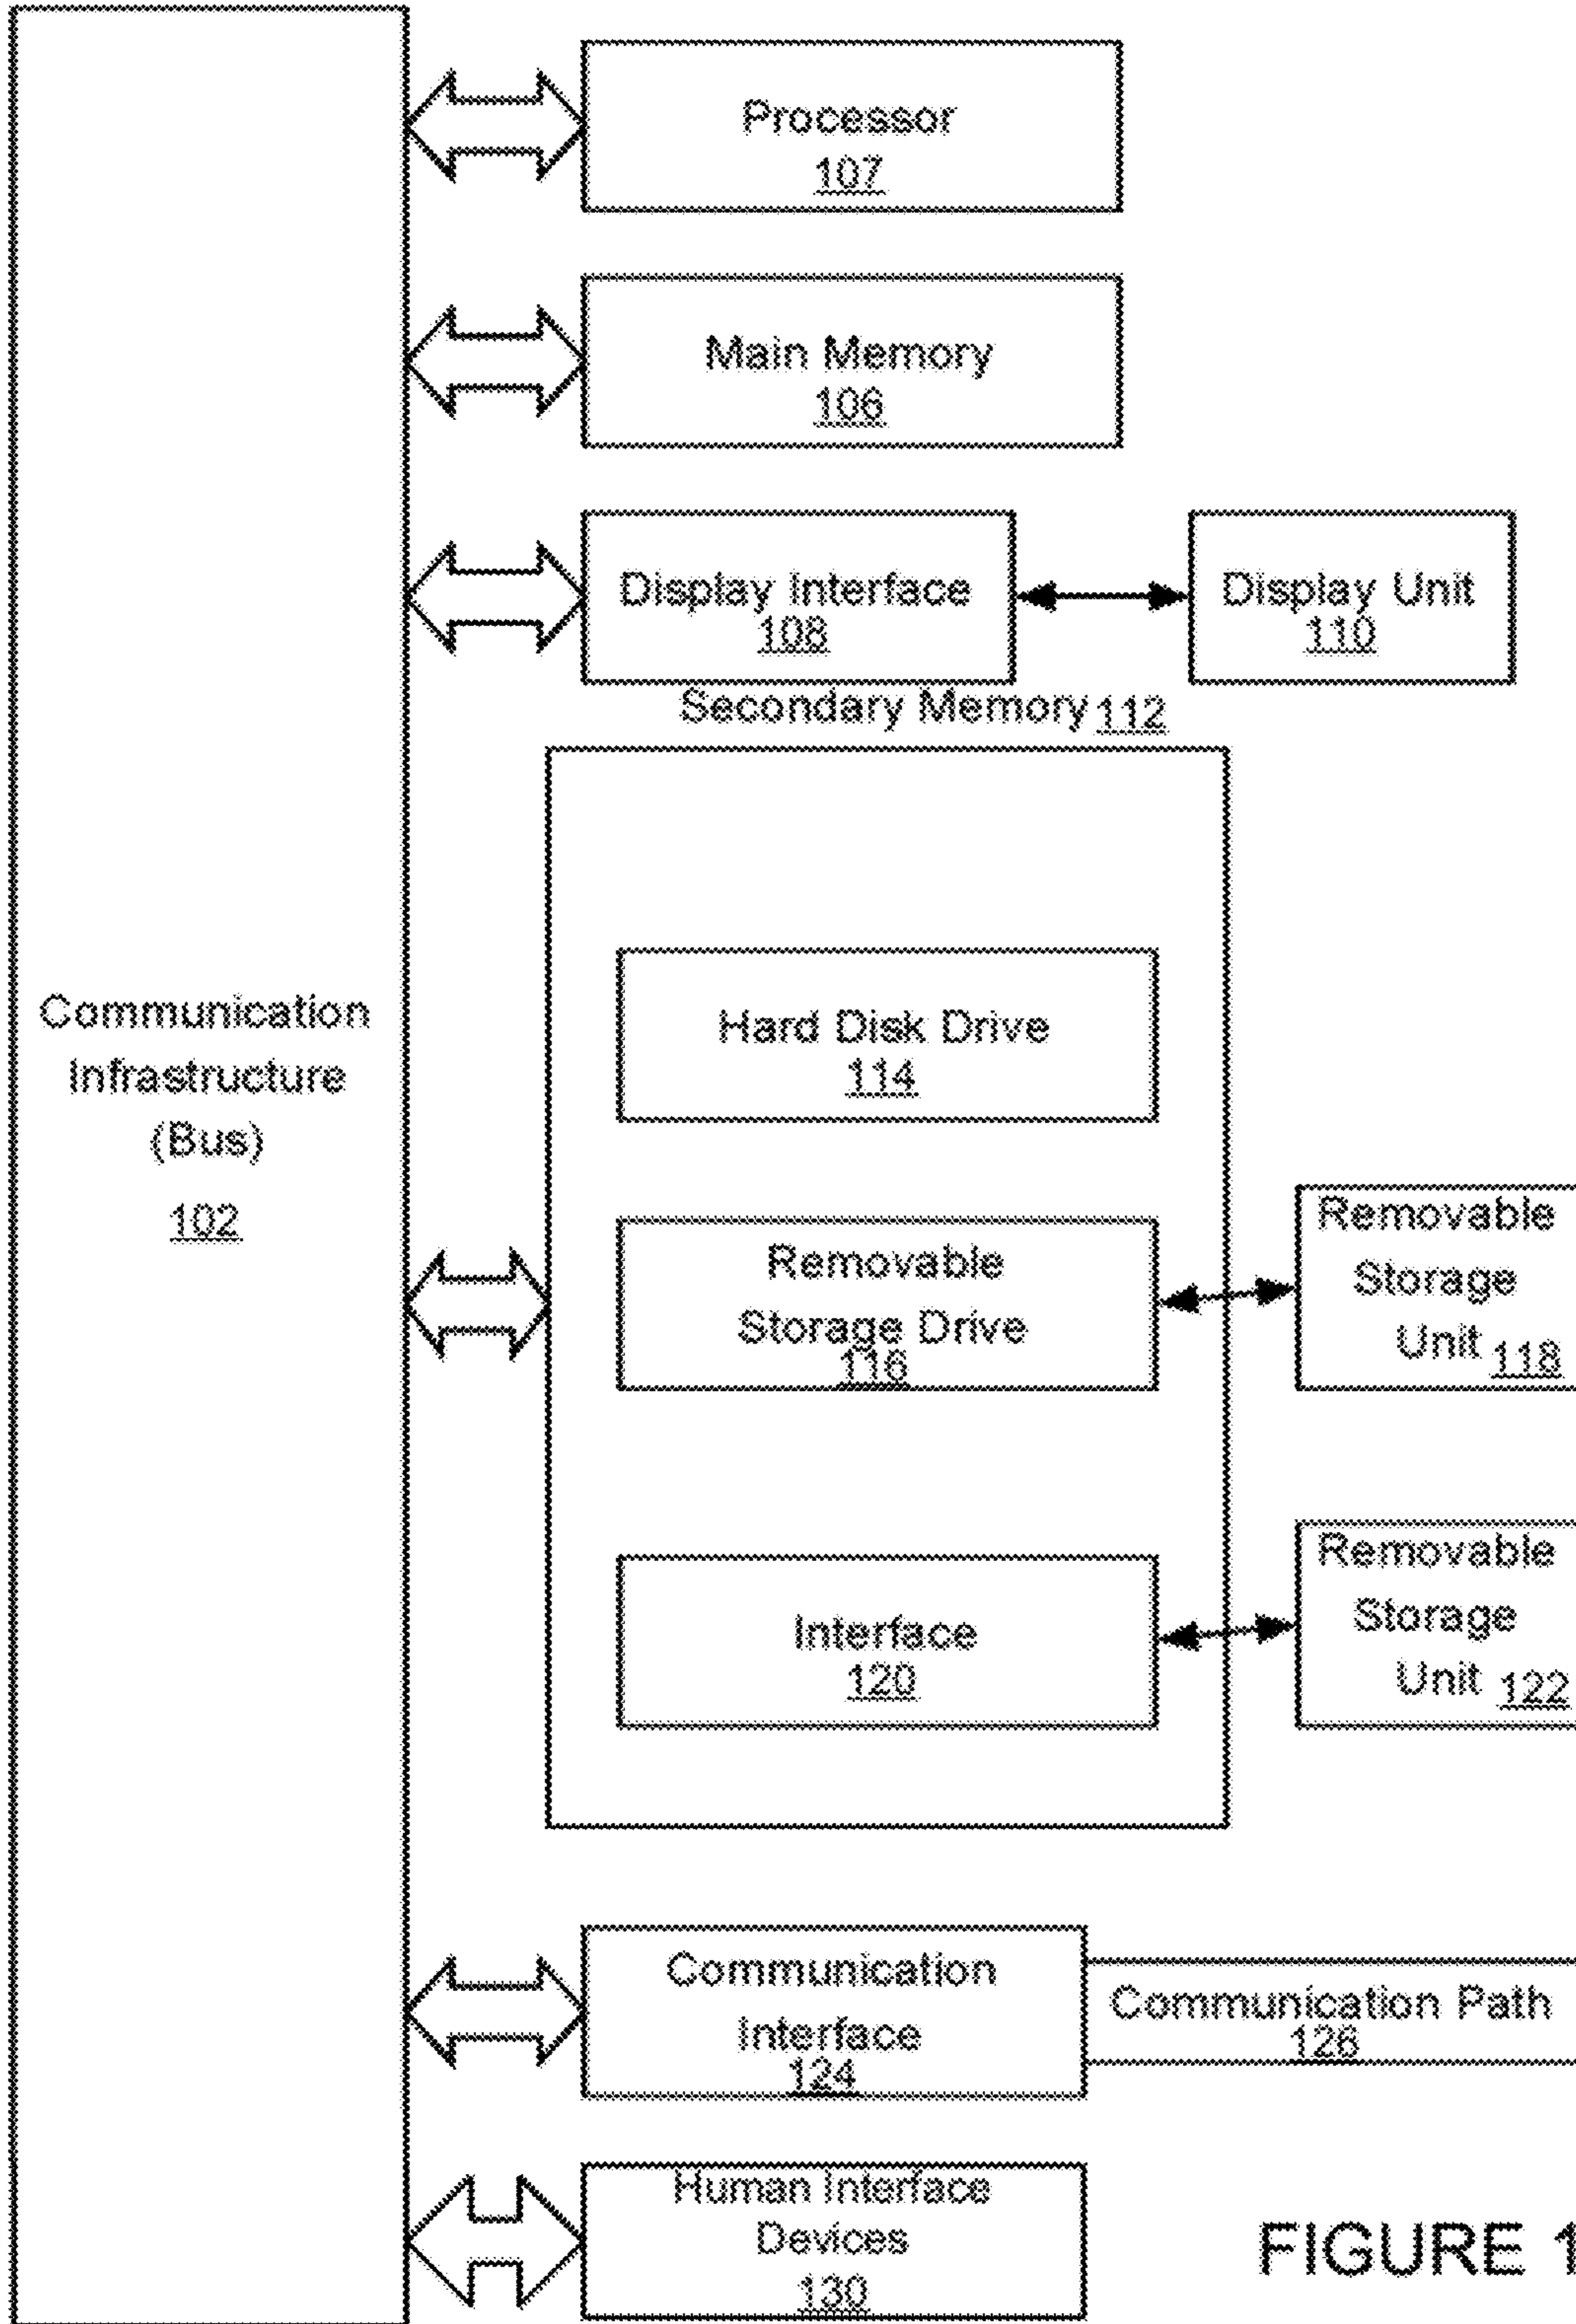 Processor
107
Main Memory
106
Display Interface
108
Display Unit
110
Secondary Memory 112
Communication
Infrastructure
(Bus)
102
Hard Disk Drive
114
Removable
Storage Drive
116
Removable
Storage
Unit 118
Interface
120
Removable
Storage
Unit 122
Communication
Interface
124
Communication Path
126
Human Interface
Devices
130
FIGURE 1